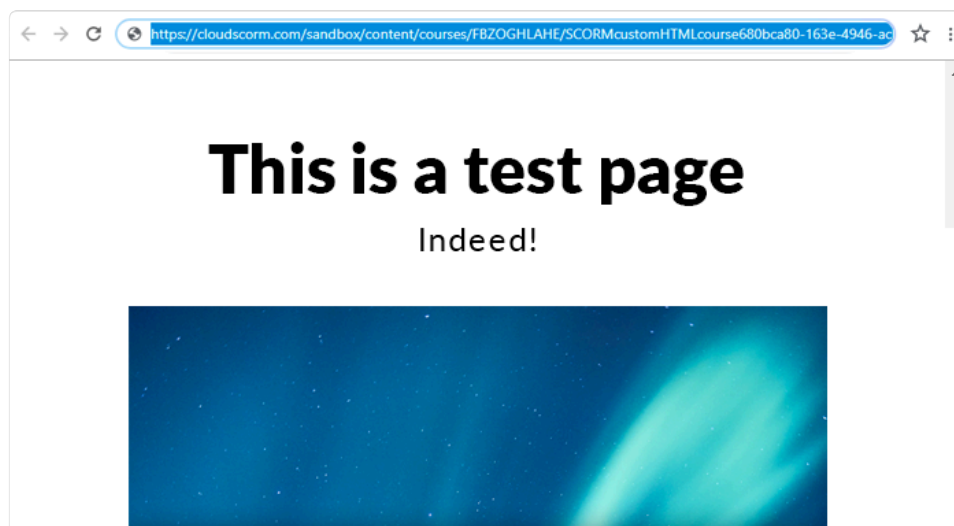 https://cloudscorm.com/sandbox/content/courses/FBZOGHLAHE/SCORMcustomHTMLcourse680bca80-163e-4946-ac
This is a test page
Indeed!